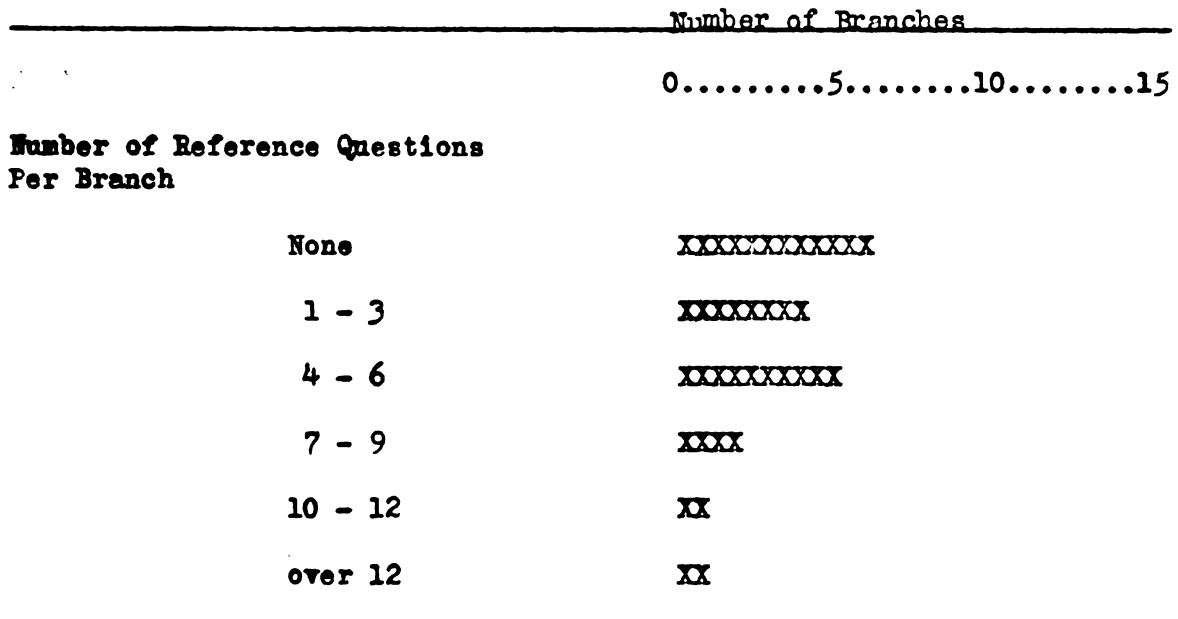 Number of Branches
0.........5........10........15
Number of Reference Questions
Per Branch
None XXXXXXXXXXXX
1 - 3 XXXXXXXX
4 - 6 XXXXXXXXXX
7 - 9 XXXX
10 - 12 XX
over 12 XX